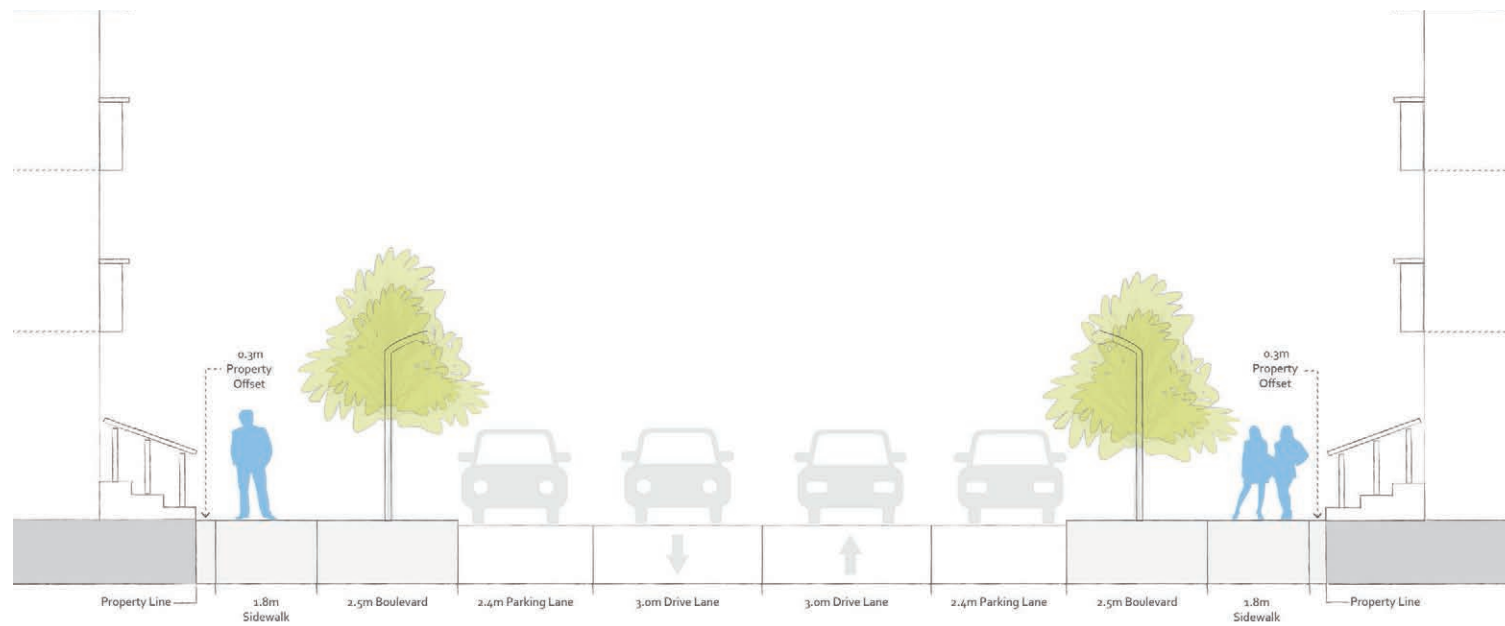 0.3m
Property
Offset
0.3m
Property
Offset
Property Line
1.8m
Sidewalk
2.5m Boulevard
2.4m Parking Lane
3.0m Drive Lane
3.0m Drive Lane
2.4m Parking Lane
2.5m Boulevard
1.8m
Sidewalk
Property Line